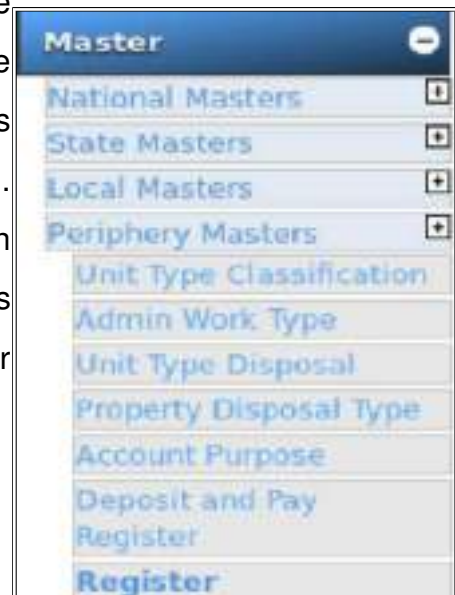 e
Master
e
National Masters
s
State Masters
.
Local Masters
n
Periphery Masters
s
Unit Type Classification
Admin Work Type
r
Unit Type Disposal
Property Disposal Type
Account Purpose
Deposit and Pay
Register
Register